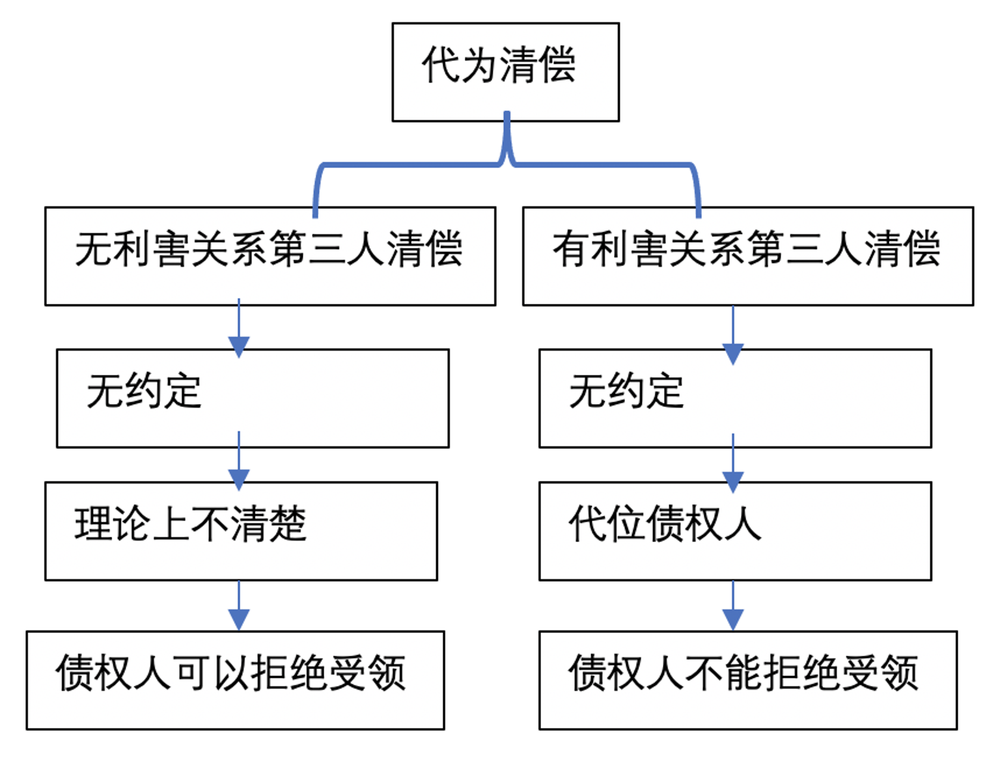 代为清偿
无利害关系第三人清偿
有利害关系第三人清偿
无约定
无约定
理论上不清楚
代位债权人
债权人可以拒绝受领
债权人不能拒绝受领